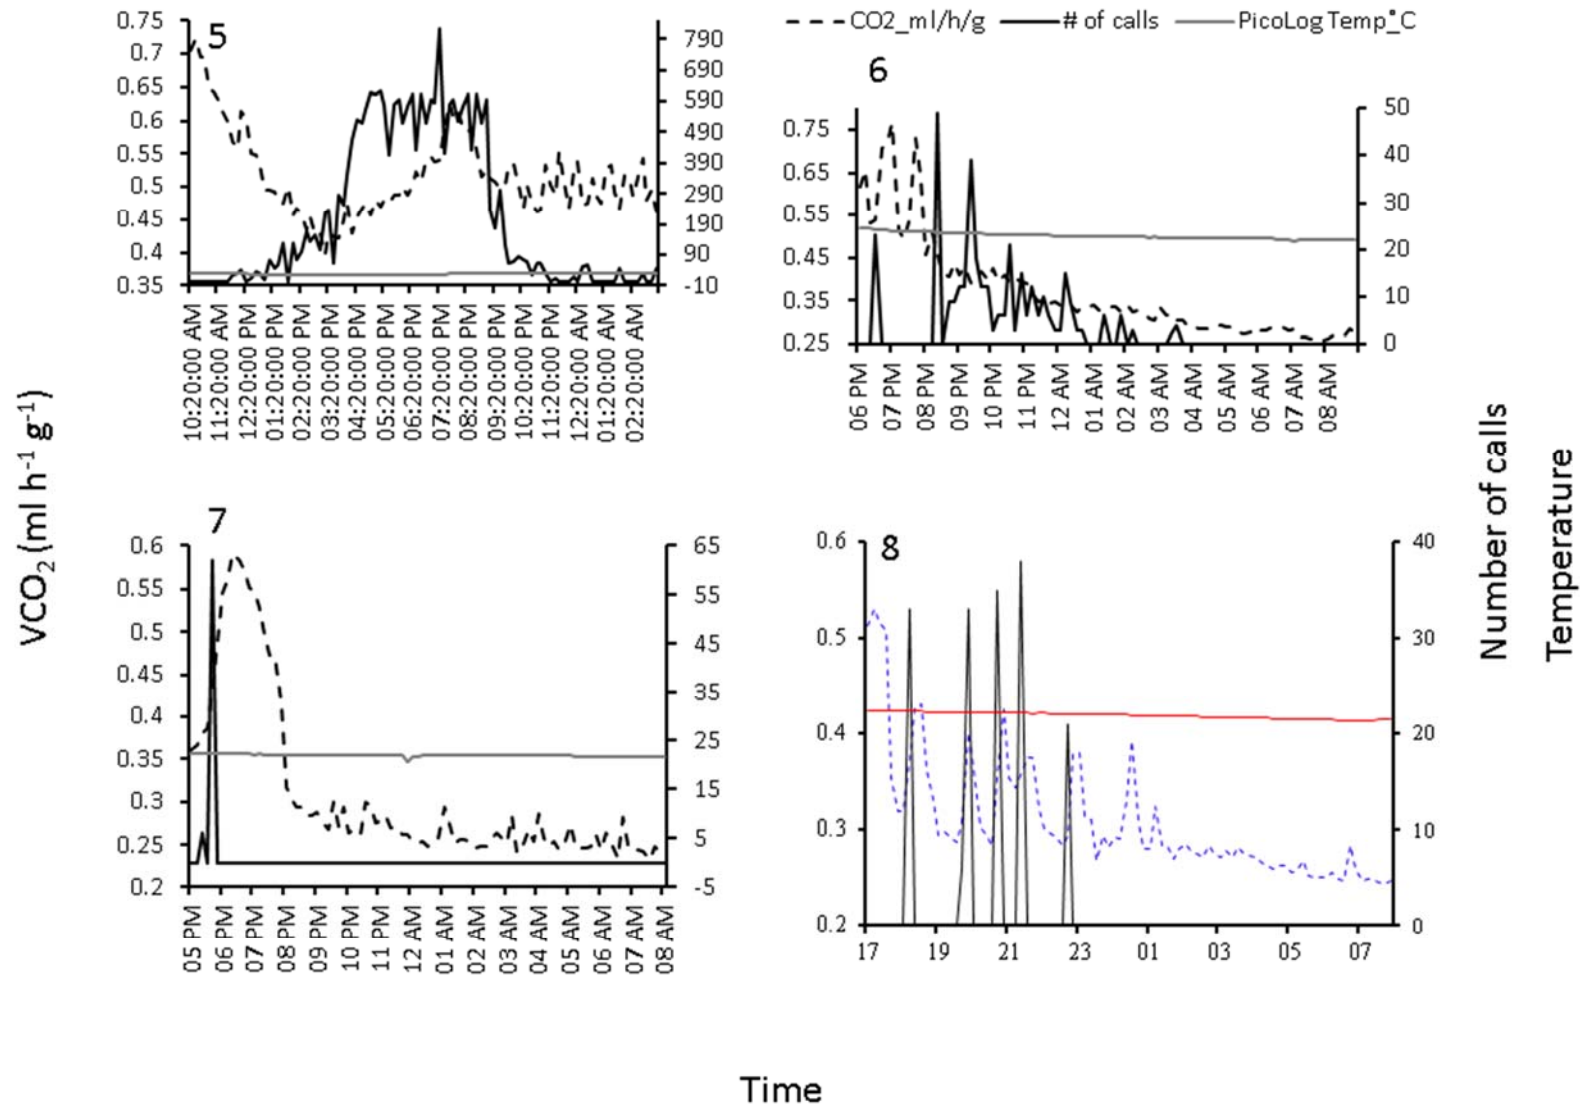 CO2_ml/h/g # of calls PicoLog Temp°C
5
0.75
0.7
0.65
0.6
0.55
0.5
0.45
0.4
0.35
790
690
590
490
390
290
190
90
-10
10:20:00 AM
11:20:00 AM
12:20:00 PM
01:20:00 PM
02:20:00 PM
03:20:00 PM
04:20:00 PM
05:20:00 PM
06:20:00 PM
07:20:00 PM
08:20:00 PM
09:20:00 PM
10:20:00 PM
11:20:00 PM
12:20:00 AM
01:20:00 AM
02:20:00 AM
6
0.75
0.65
0.55
0.45
0.35
0.25
50
40
30
20
10
0
06 PM
07 PM
08 PM
09 PM
10 PM
11 PM
12 AM
01 AM
02 AM
03 AM
04 AM
05 AM
06 AM
07 AM
08 AM
VCO2 (ml h-1 g-1)
7
0.6
0.55
0.5
0.45
0.4
0.35
0.3
0.25
0.2
65
55
45
35
25
15
5
-5
05 PM
06 PM
07 PM
08 PM
09 PM
10 PM
11 PM
12 AM
01 AM
02 AM
03 AM
04 AM
05 AM
06 AM
07 AM
08 AM
8
0.6
0.5
0.4
0.3
0.2
40
30
20
10
0
17 19 21 23 01 03 05 07
Number of calls
Temperature
Time